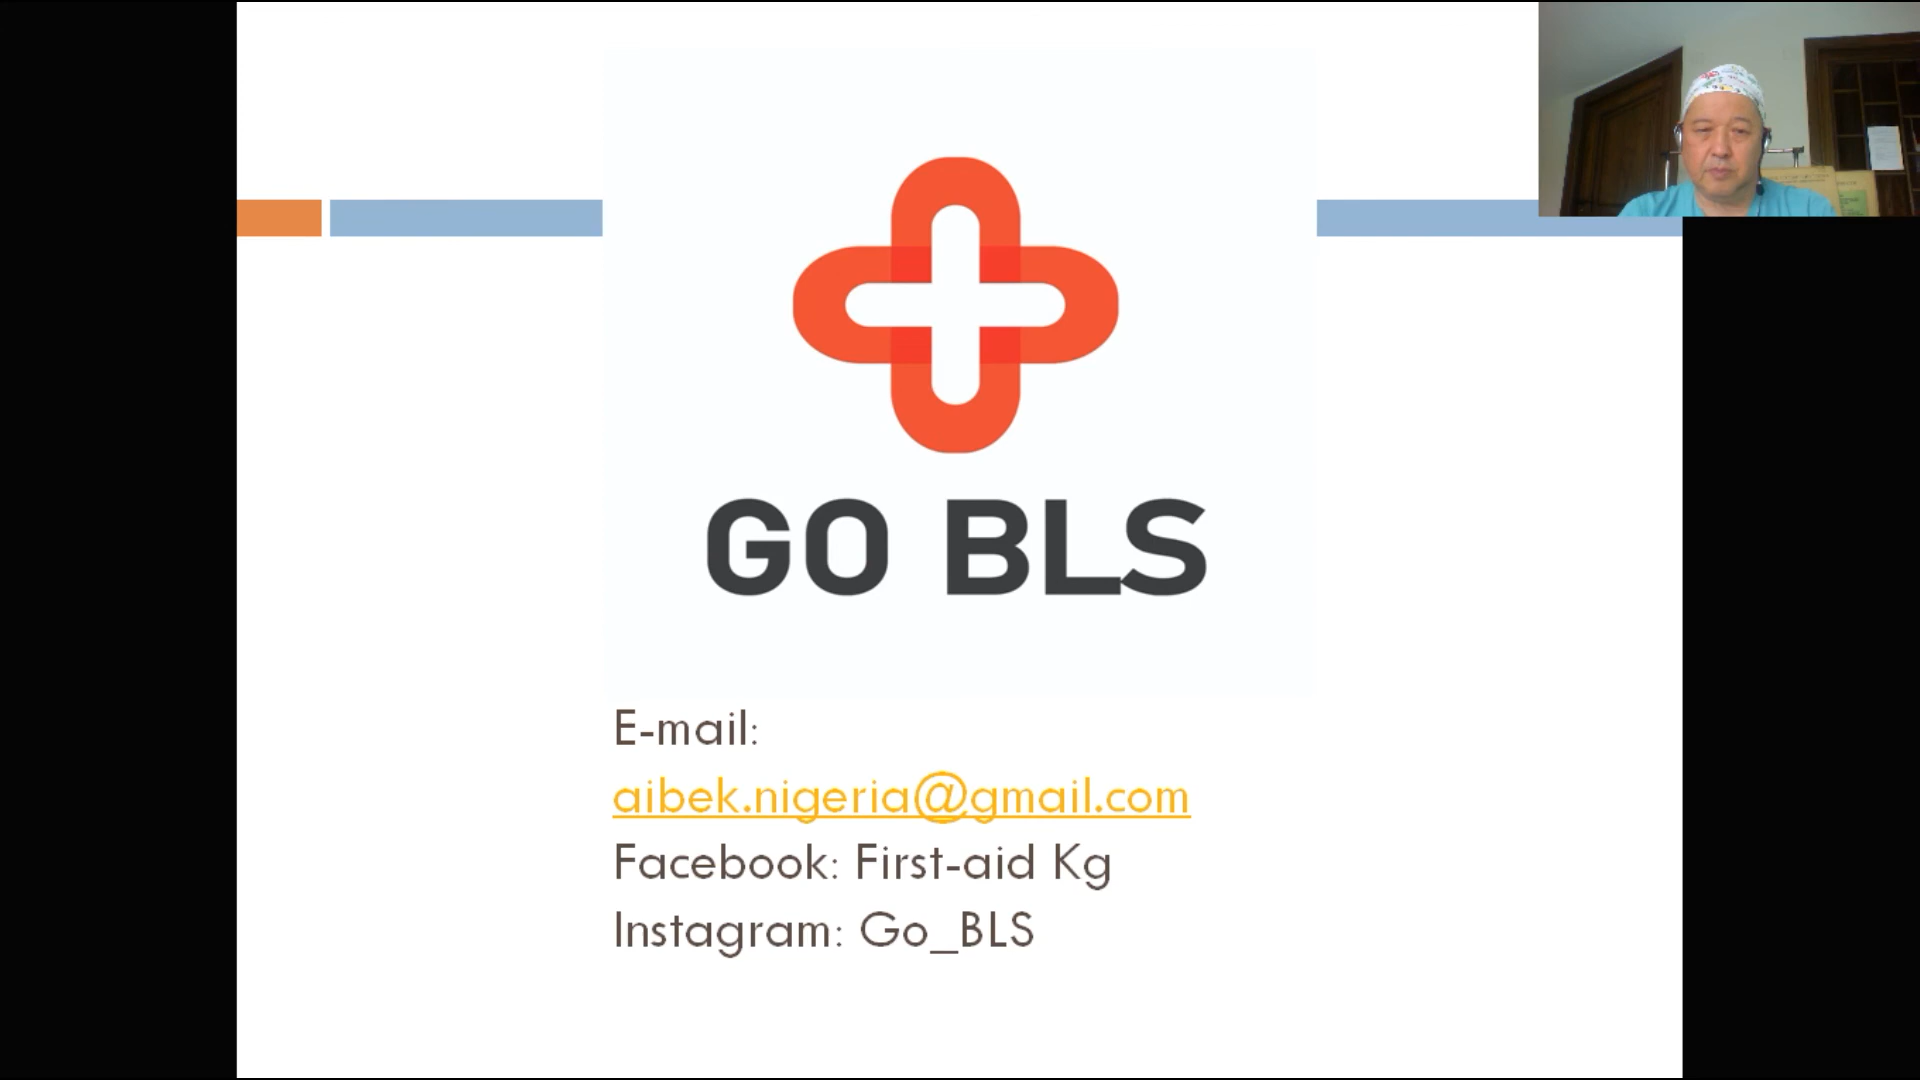 GO BLS
E-mail:
aibek.nigeria@gmail.com
Facebook: First-aid Kg
Instagram: Go_BLS